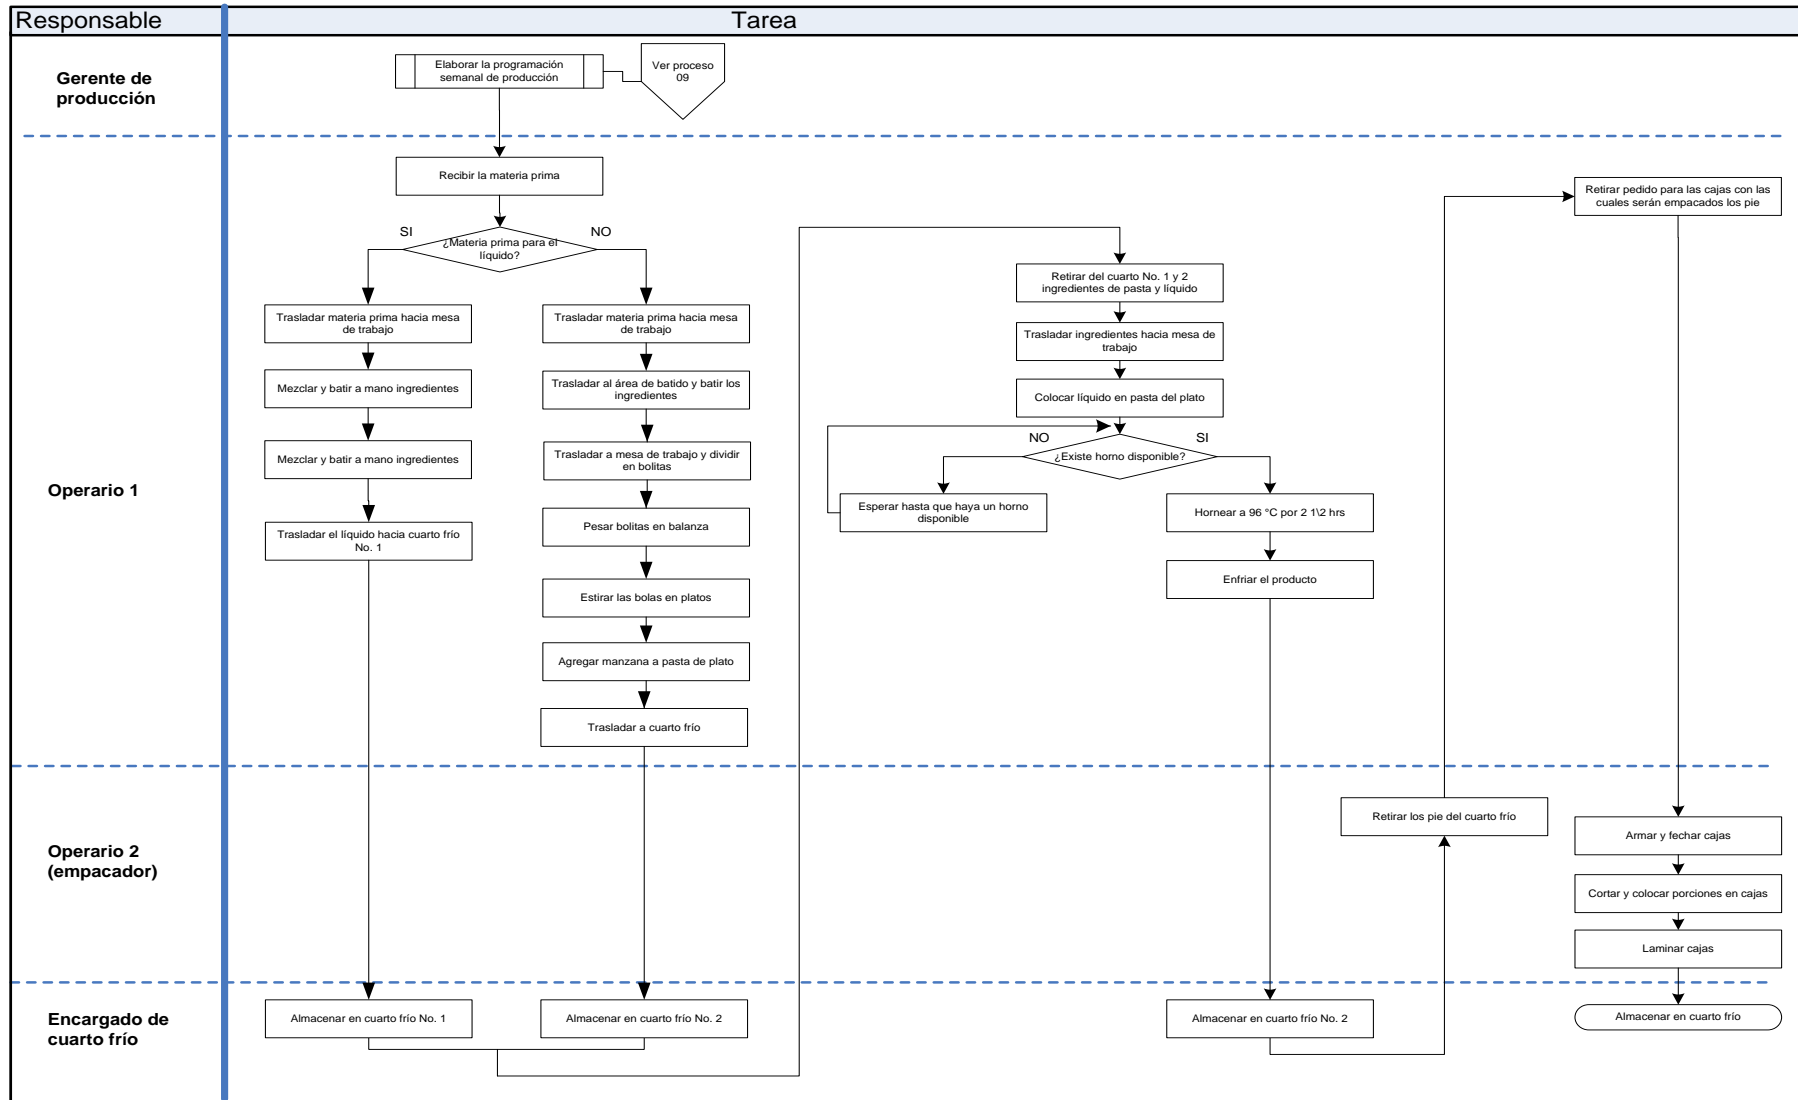 Responsable
Tarea
Gerente de
producción
Elaborar la programación
semanal de producción
Ver proceso
09
Operario 1
Recibir la materia prima
¿Materia prima para el
líquido?
SI
NO
Trasladar materia prima hacia mesa
de trabajo
Mezclar y batir a mano ingredientes
Mezclar y batir a mano ingredientes
Trasladar el líquido hacia cuarto frío
No. 1
Trasladar materia prima hacia mesa
de trabajo
Trasladar al área de batido y batir los
ingredientes
Trasladar a mesa de trabajo y dividir
en bolitas
Pesar bolitas en balanza
Estirar las bolas en platos
Agregar manzana a pasta de plato
Trasladar a cuarto frío
Retirar del cuarto No. 1 y 2
ingredientes de pasta y líquido
Trasladar ingredientes hacia mesa de
trabajo
Colocar líquido en pasta del plato
NO
SI
¿Existe horno disponible?
Esperar hasta que haya un horno
disponible
Hornear a 96 °C por 2 1\2 hrs
Enfriar el producto
Retirar pedido para las cajas con las
cuales serán empacados los pie
Operario 2
(empacador)
Retirar los pie del cuarto frío
Armar y fechar cajas
Cortar y colocar porciones en cajas
Laminar cajas
Encargado de
cuarto frío
Almacenar en cuarto frío No. 1
Almacenar en cuarto frío No. 2
Almacenar en cuarto frío No. 2
Almacenar en cuarto frío